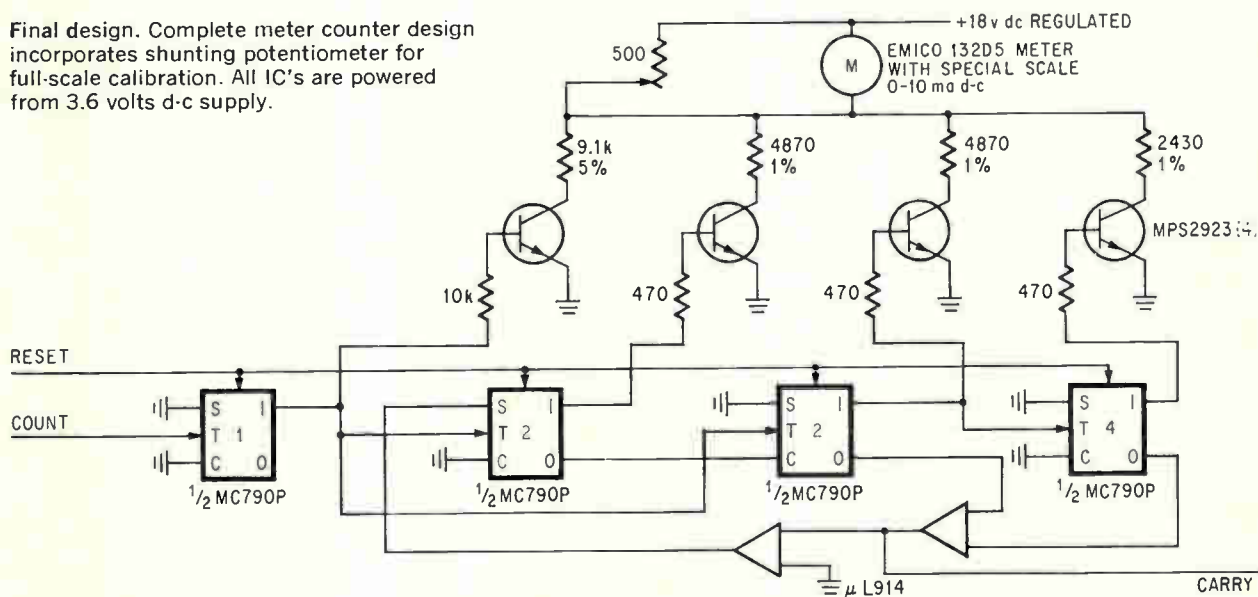 Final design. Complete meter counter design
incorporates shunting potentiometer for
full-scale calibration. All IC's are powered
from 3.6 volts d-c supply.
+18v dc REGULATED
500
M
EMICO 132D5 METER
WITH SPECIAL SCALE
0-10 ma d-c
9.1k
5%
4870
1%
4870
1%
2430
1%
MPS2923
10k
470
470
470
RESET
COUNT
S 1
T 1
C 0
1/2 MC790P
S 1
T 2
C 0
1/2 MC790P
S 1
T 2
C 0
1/2 MC790P
S 1
T 4
C 0
1/2 MC790P
μL914
CARRY